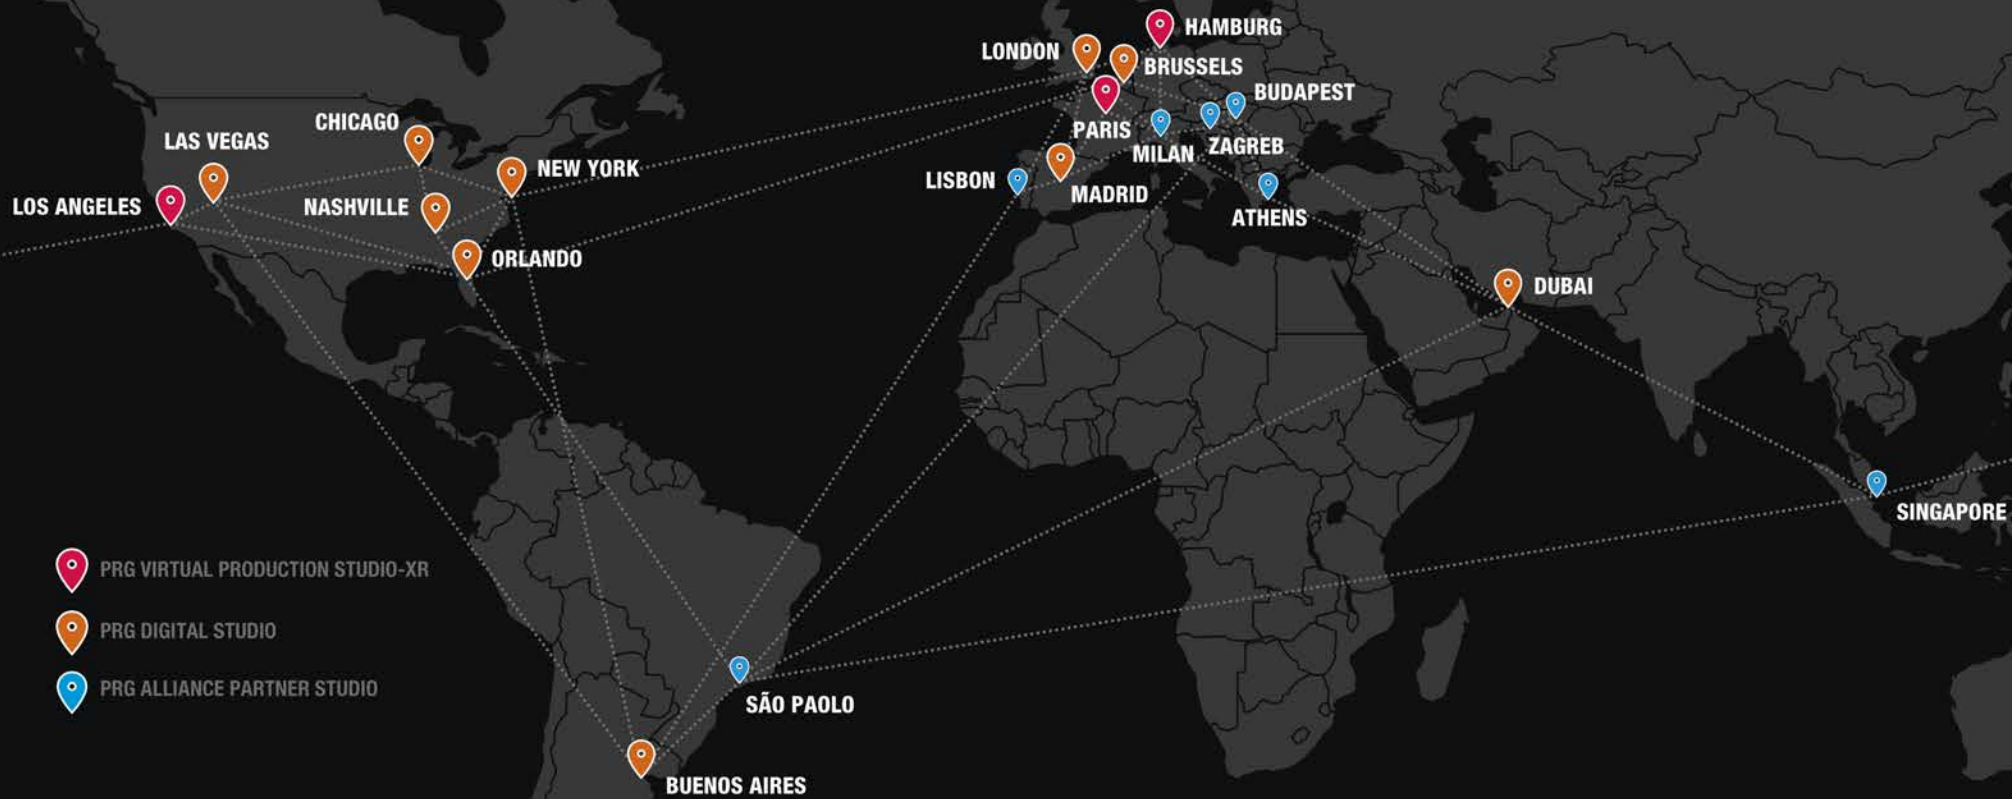 HAMBURG
LONDON
BRUSSELS
BUDAPEST
PARIS
MILAN
ZAGREB
CHICAGO
LAS VEGAS
NEW YORK
LISBON
MADRID
LOS ANGELES
NASHVILLE
ATHENS
ORLANDO
DUBAI
SINGAPORE
PRG VIRTUAL PRODUCTION STUDIO-XR
PRG DIGITAL STUDIO
PRG ALLIANCE PARTNER STUDIO
SÃO PAOLO
BUENOS AIRES